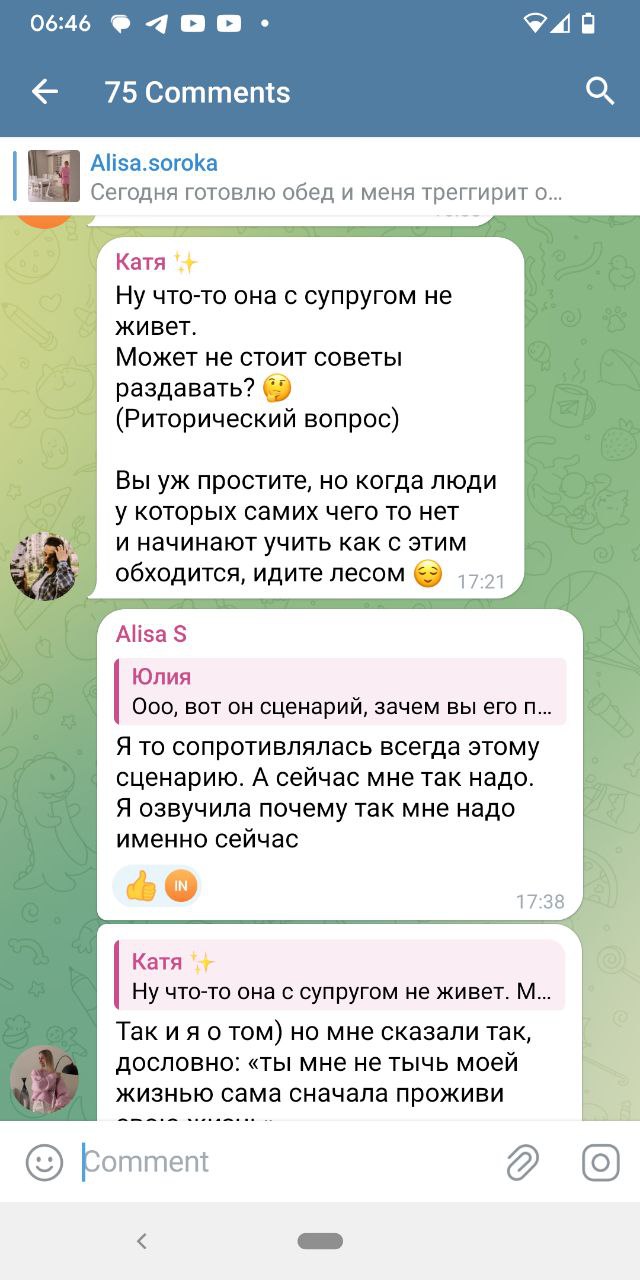 06:46
75 Comments
Alisa.soroka
Сегодня готовлю обед и меня треггирит о...
Катя ✨
Ну что-то она с супругом не
живет.
Может не стоит советы
раздавать? 🤔
(Риторический вопрос)
Вы уж простите, но когда люди
у которых самих чего то нет
и начинают учить как с этим
обходится, идите лесом 😌 17:21
Alisa S
Юлия
Ооо, вот он сценарий, зачем вы его п...
Я то сопротивлялась всегда этому
сценарию. А сейчас мне так надо.
Я озвучила почему так мне надо
именно сейчас
👍 IN
17:38
Катя ✨
Ну что-то она с супругом не живет. М...
Так и я о том) но мне сказали так,
дословно: «ты мне не тычь моей
жизнью сама сначала проживи
Comment